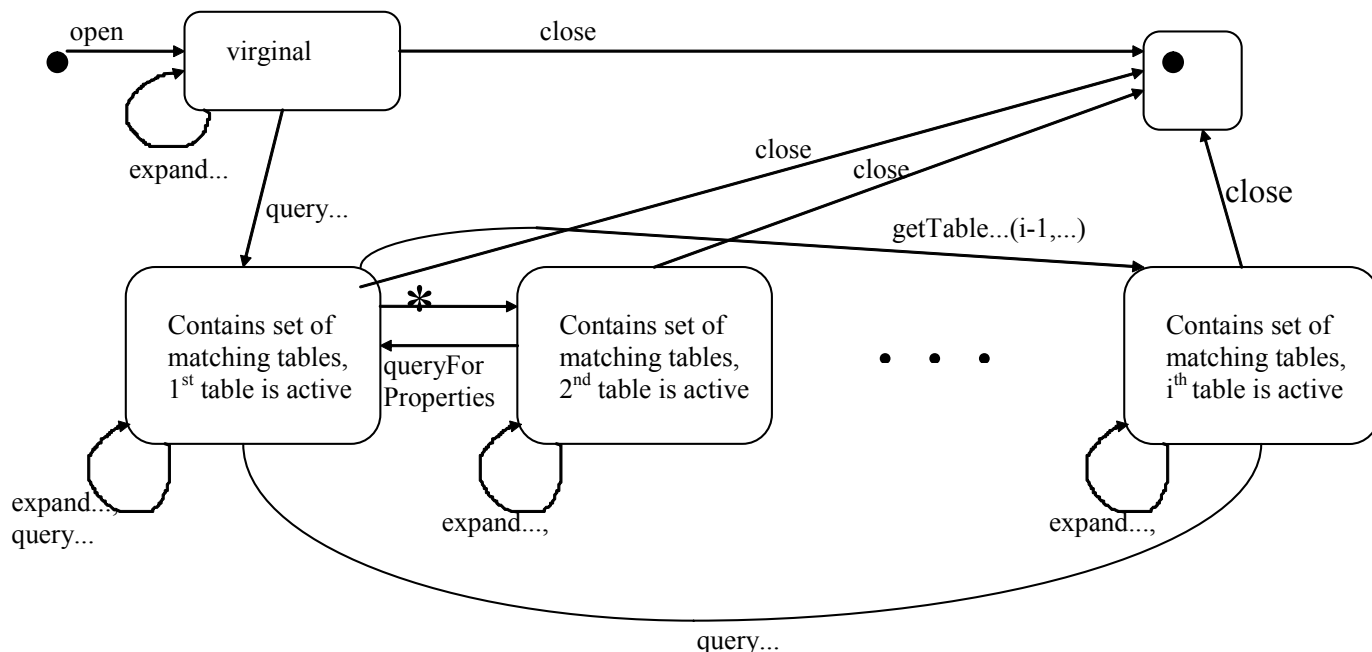 open
virginal
close
expand...
query...
close
close
close
getTable...(i-1,...)
*
Contains set of
matching tables,
1st table is active
queryFor
Properties
Contains set of
matching tables,
2nd table is active
• • •
Contains set of
matching tables,
ith table is active
expand...,
query...
expand...,
expand...,
query...